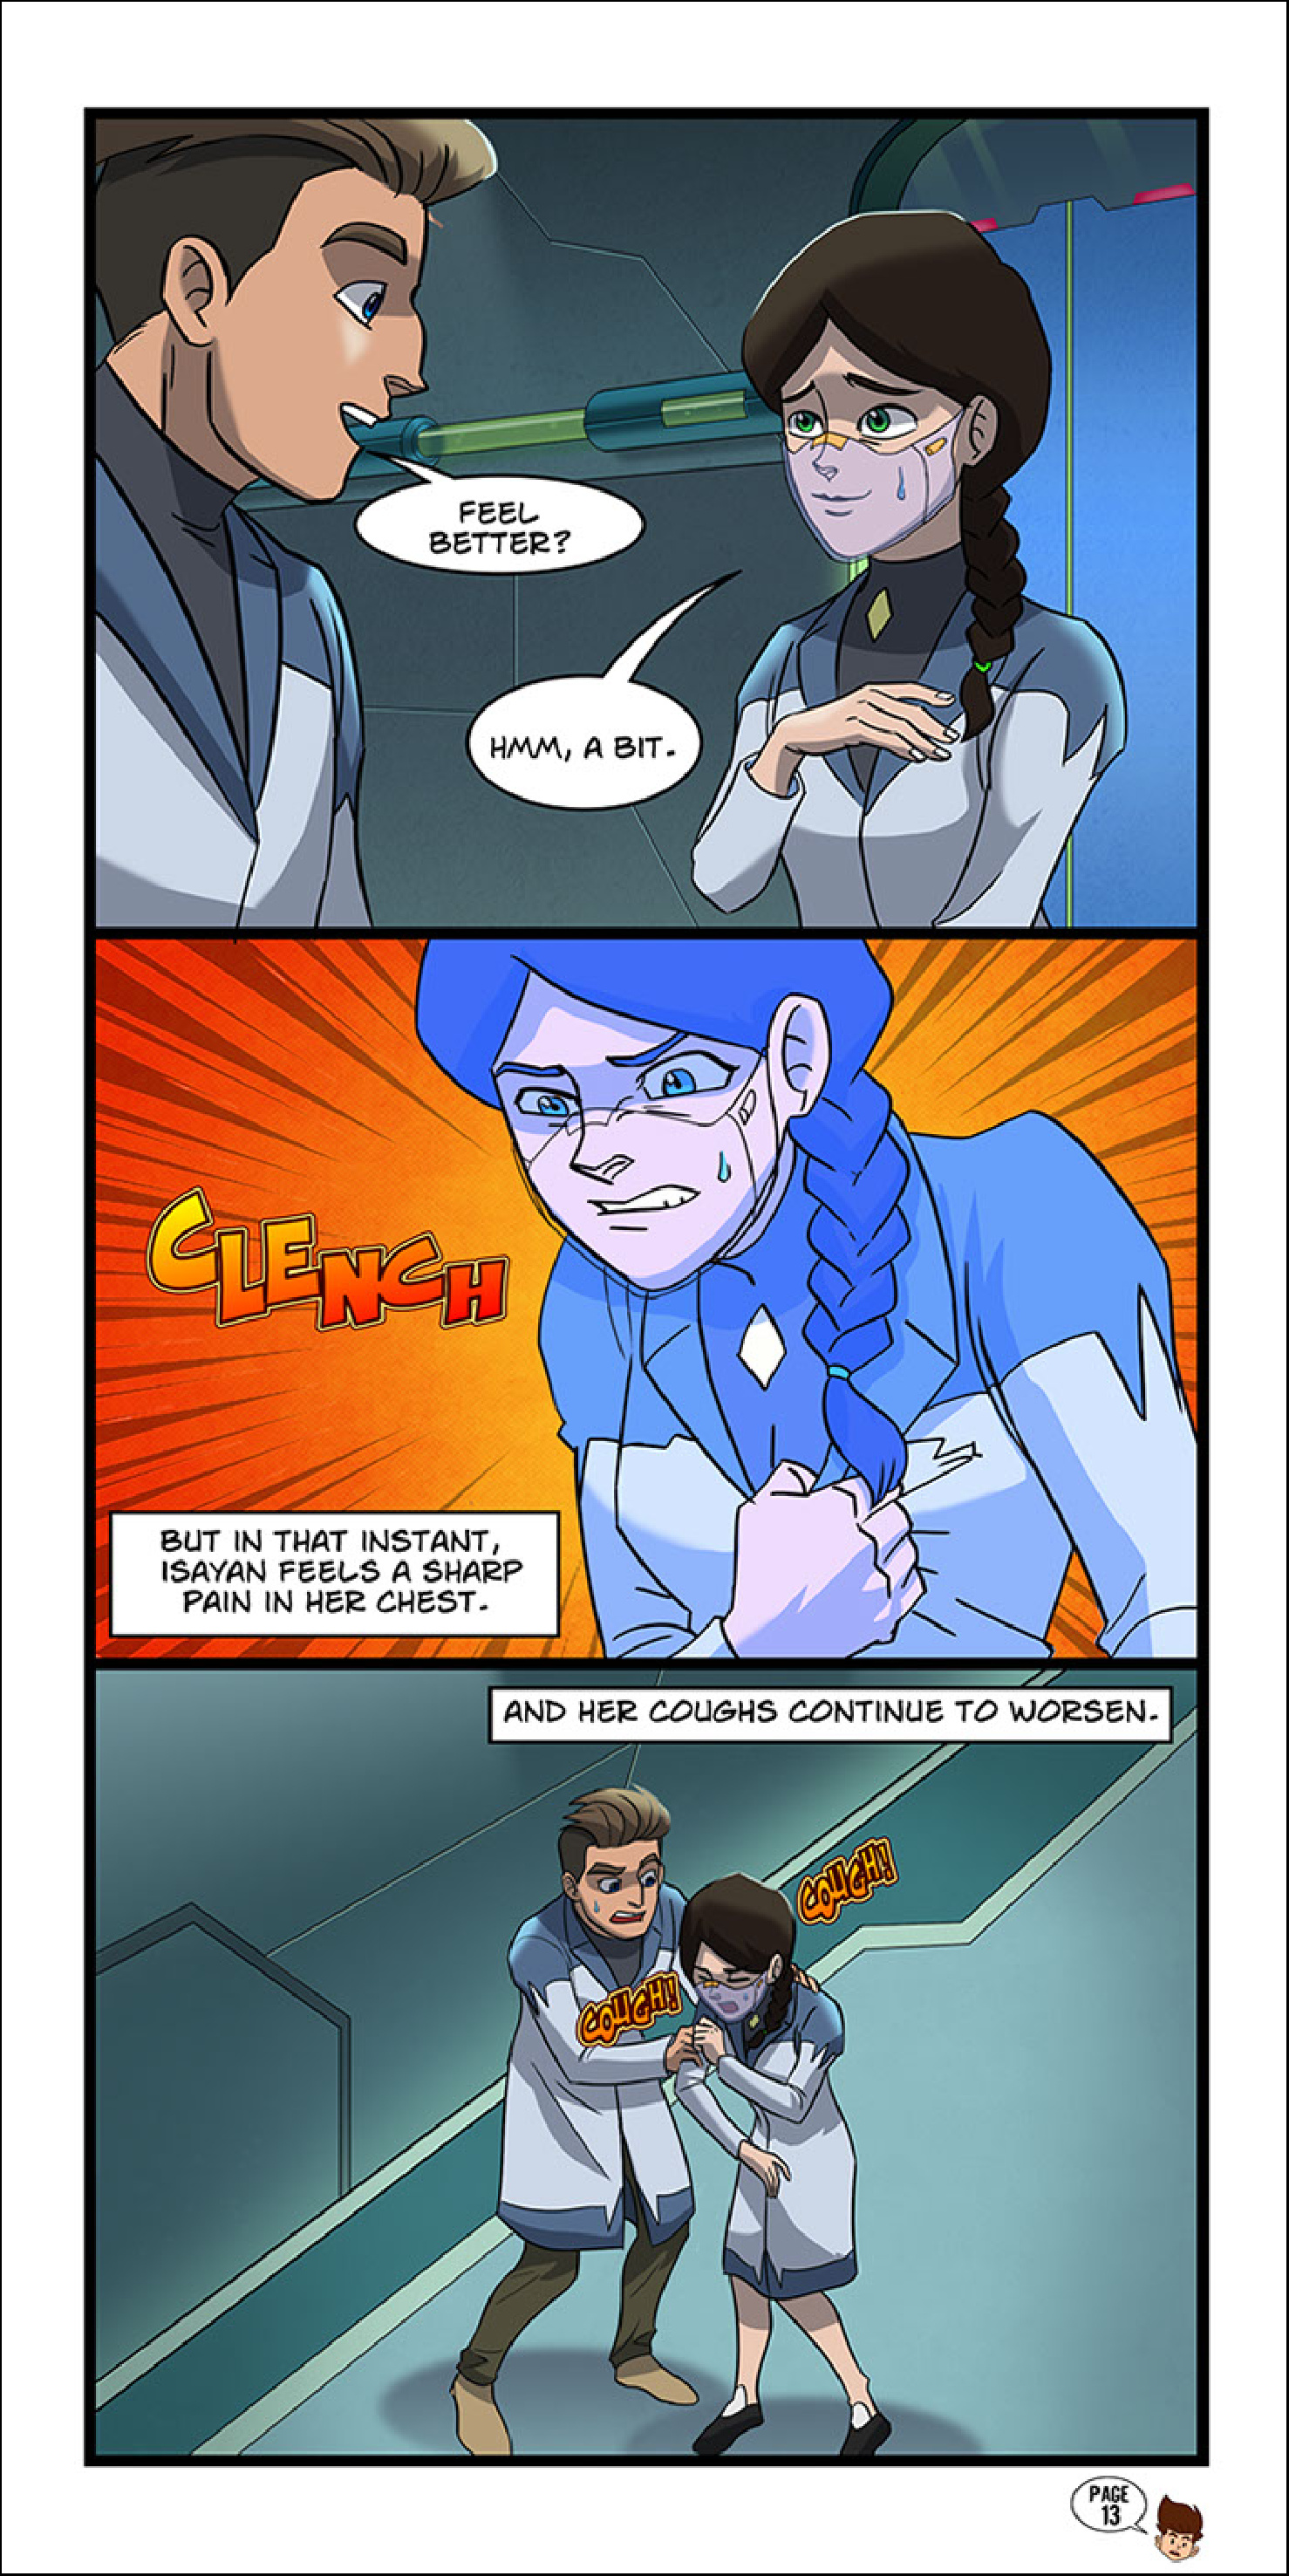 FEEL
BETTER?
HMM, A BIT.
CLENCH
BUT IN THAT INSTANT,
ISAYAN FEELS A SHARP
PAIN IN HER CHEST.
AND HER COUGHS CONTINUE TO WORSEN.
COUGH!
COUGH!
PAGE
13